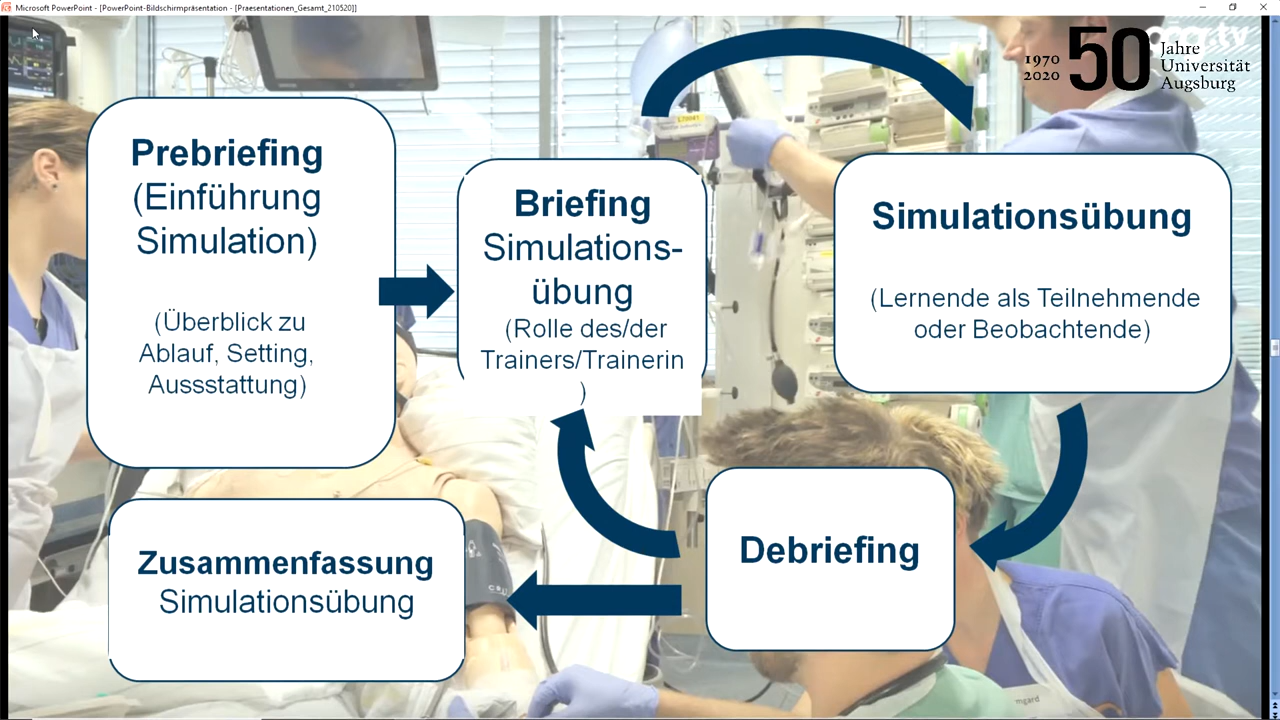 Microsoft PowerPoint - [PowerPoint-Bildschirmpräsentation - [Praesentationen_Gesamt_210520]]
1970
2020
50
Jahre
Universität
Augsburg
Prebriefing
(Einführung
Simulation)
(Überblick zu
Ablauf, Setting,
Aussstattung)
Briefing
Simulations-
übung
(Rolle des/der
Trainers/Trainerin
)
Simulationsübung
(Lernende als Teilnehmende
oder Beobachtende)
Zusammenfassung
Simulationsübung
Debriefing